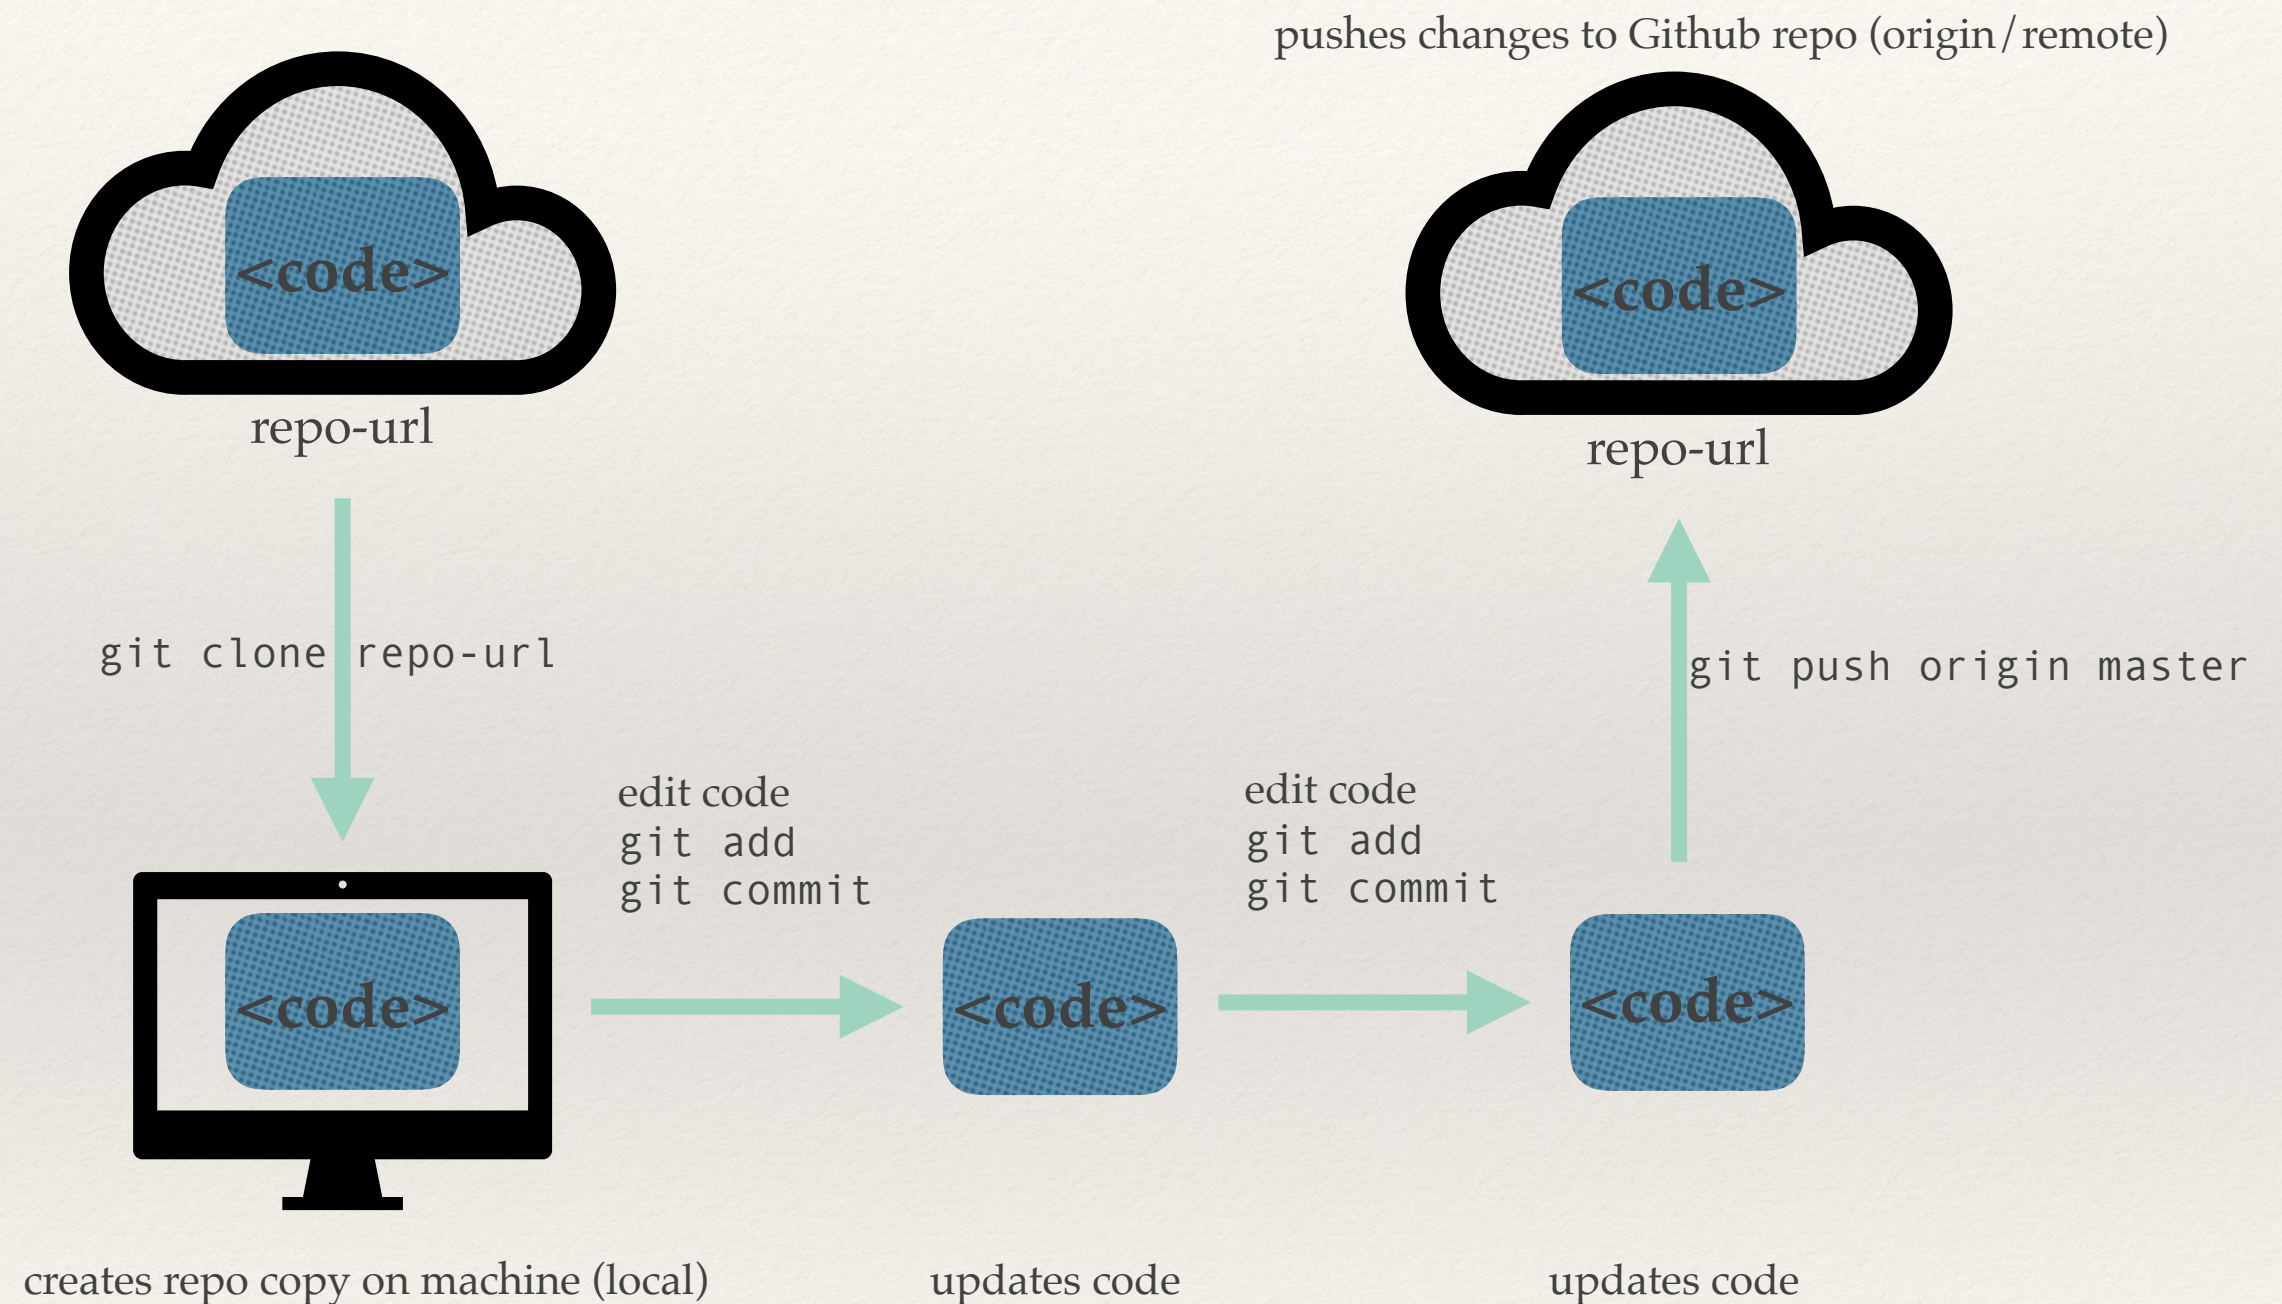 pushes changes to Github repo (origin/remote)
<code>
<code>
repo-url
repo-url
git clone repo-url
git push origin master
edit code
git add
git commit
edit code
git add
git commit
<code>
<code>
<code>
creates repo copy on machine (local)
updates code
updates code